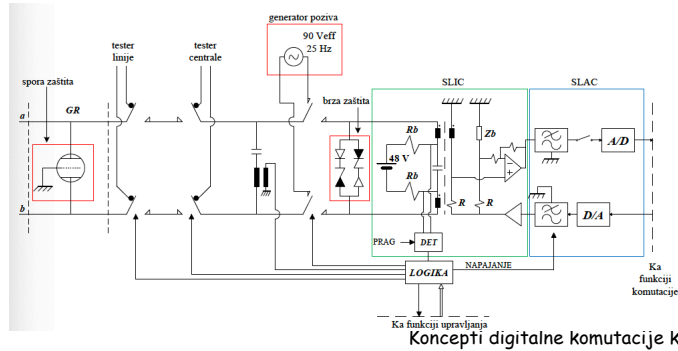 generator poziva
90 Veff
25 Hz
tester
linije
tester
centrale
SLIC
SLAC
spora zaštita
a
GR
brza zaštita
Rb
Zb
A/D
48 V
Rb
R
R
b
D/A
PRAG
DET
LOGIKA
NAPAJANJE
Ka
funkciji
komutacije
Ka funkciji upravljanja
Koncepti digitalne komutacije K